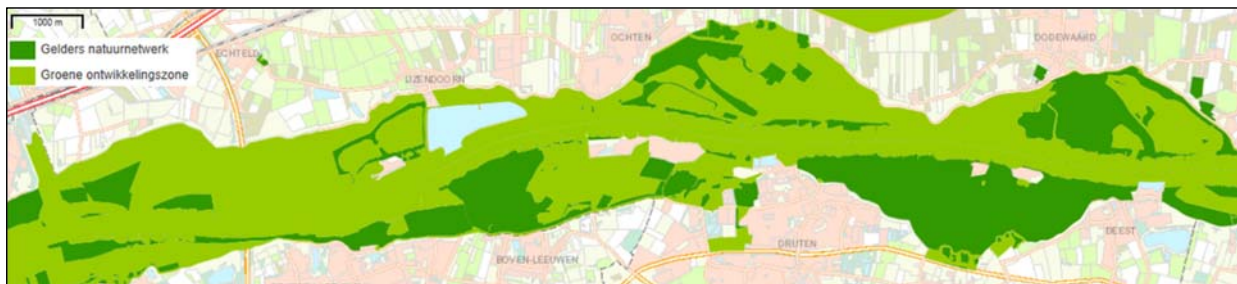 1000 m
Gelders natuurnetwerk
Groene ontwikkelingszone
ECHTELD
IJZENDOORN
OCHTEN
DODEWAARD
BOVEN-LEEUWEN
DRUTEN
DEEST